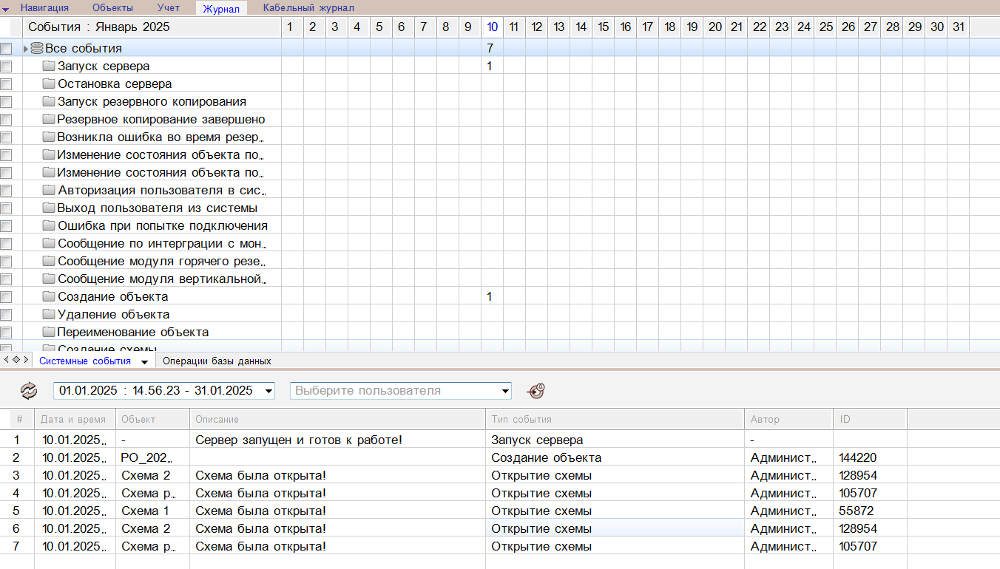 Навигация Объекты Учет Журнал Кабельный журнал
События : Январь 2025 1 2 3 4 5 6 7 8 9 10 11 12 13 14 15 16 17 18 19 20 21 22 23 24 25 26 27 28 29 30 31
Все события 7
Запуск сервера 1
Остановка сервера
Запуск резервного копирования
Резервное копирование завершено
Возникла ошибка во время резер...
Изменение состояния объекта по...
Изменение состояния объекта по...
Авторизация пользователя в сис...
Выход пользователя из системы
Ошибка при попытке подключения
Сообщение по интерграции с мон...
Сообщение модуля горячего резе...
Сообщение модуля вертикальной...
Создание объекта 1
Удаление объекта
Переименование объекта
Создание схемы
Системные события Операции базы данных
01.01.2025 : 14.56.23 - 31.01.2025 Выберите пользователя
# Дата и время Объект Описание Тип события Автор ID
1 10.01.2025... - Сервер запущен и готов к работе! Запуск сервера -
2 10.01.2025... РО_202... Создание объекта Админист... 144220
3 10.01.2025... Схема 2 Схема была открыта! Открытие схемы Админист... 128954
4 10.01.2025... Схема р... Схема была открыта! Открытие схемы Админист... 105707
5 10.01.2025... Схема 1 Схема была открыта! Открытие схемы Админист... 55872
6 10.01.2025... Схема 2 Схема была открыта! Открытие схемы Админист... 128954
7 10.01.2025... Схема р... Схема была открыта! Открытие схемы Админист... 105707